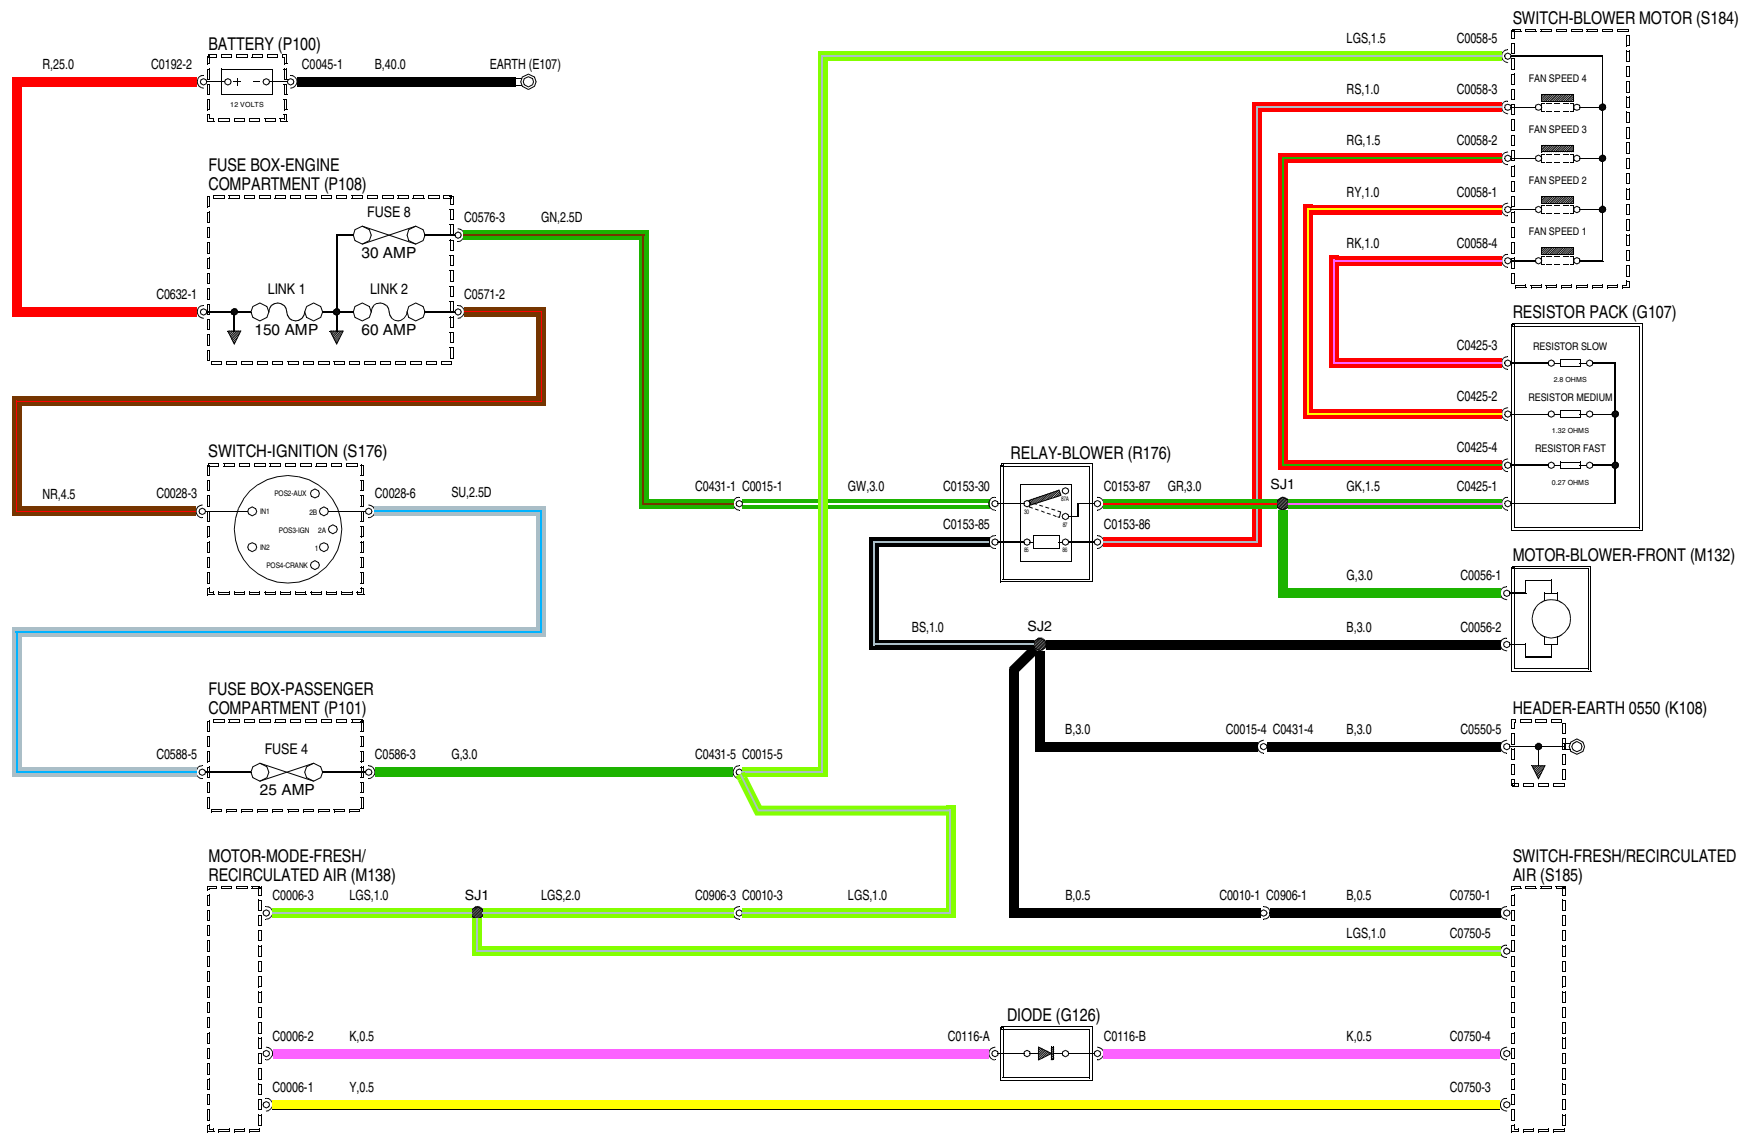 SWITCH-BLOWER MOTOR (S184)
BATTERY (P100)
R,25.0
C0192-2
C0045-1
B,40.0
EARTH (E107)
+ -
12 VOLTS
LGS,1.5
C0058-5
FAN SPEED 4
RS,1.0
C0058-3
FAN SPEED 3
RG,1.5
C0058-2
FAN SPEED 2
RY,1.0
C0058-1
FAN SPEED 1
RK,1.0
C0058-4
FUSE BOX-ENGINE
COMPARTMENT (P108)
FUSE 8
30 AMP
C0576-3
GN,2.5D
C0632-1
LINK 1
150 AMP
LINK 2
60 AMP
C0571-2
RESISTOR PACK (G107)
C0425-3
RESISTOR SLOW
2.8 OHMS
C0425-2
RESISTOR MEDIUM
1.32 OHMS
C0425-4
RESISTOR FAST
0.27 OHMS
SWITCH-IGNITION (S176)
NR,4.5
C0028-3
POS2-AUX
IN1
2B
POS3-IGN
2A
IN2
1
POS4-CRANK
C0028-6
SU,2.5D
RELAY-BLOWER (R176)
C0431-1
C0015-1
GW,3.0
C0153-30
87A
30
87
C0153-87
GR,3.0
SJ1
GK,1.5
C0425-1
C0153-85
85
86
C0153-86
MOTOR-BLOWER-FRONT (M132)
G,3.0
C0056-1
BS,1.0
SJ2
B,3.0
C0056-2
FUSE BOX-PASSENGER
COMPARTMENT (P101)
C0588-5
FUSE 4
25 AMP
C0586-3
G,3.0
C0431-5
C0015-5
HEADER-EARTH 0550 (K108)
B,3.0
C0015-4
C0431-4
B,3.0
C0550-5
MOTOR-MODE-FRESH/
RECIRCULATED AIR (M138)
SWITCH-FRESH/RECIRCULATED
AIR (S185)
C0006-3
LGS,1.0
SJ1
LGS,2.0
C0906-3
C0010-3
LGS,1.0
B,0.5
C0010-1
C0906-1
B,0.5
C0750-1
LGS,1.0
C0750-5
DIODE (G126)
C0006-2
K,0.5
C0116-A
C0116-B
K,0.5
C0750-4
C0006-1
Y,0.5
C0750-3